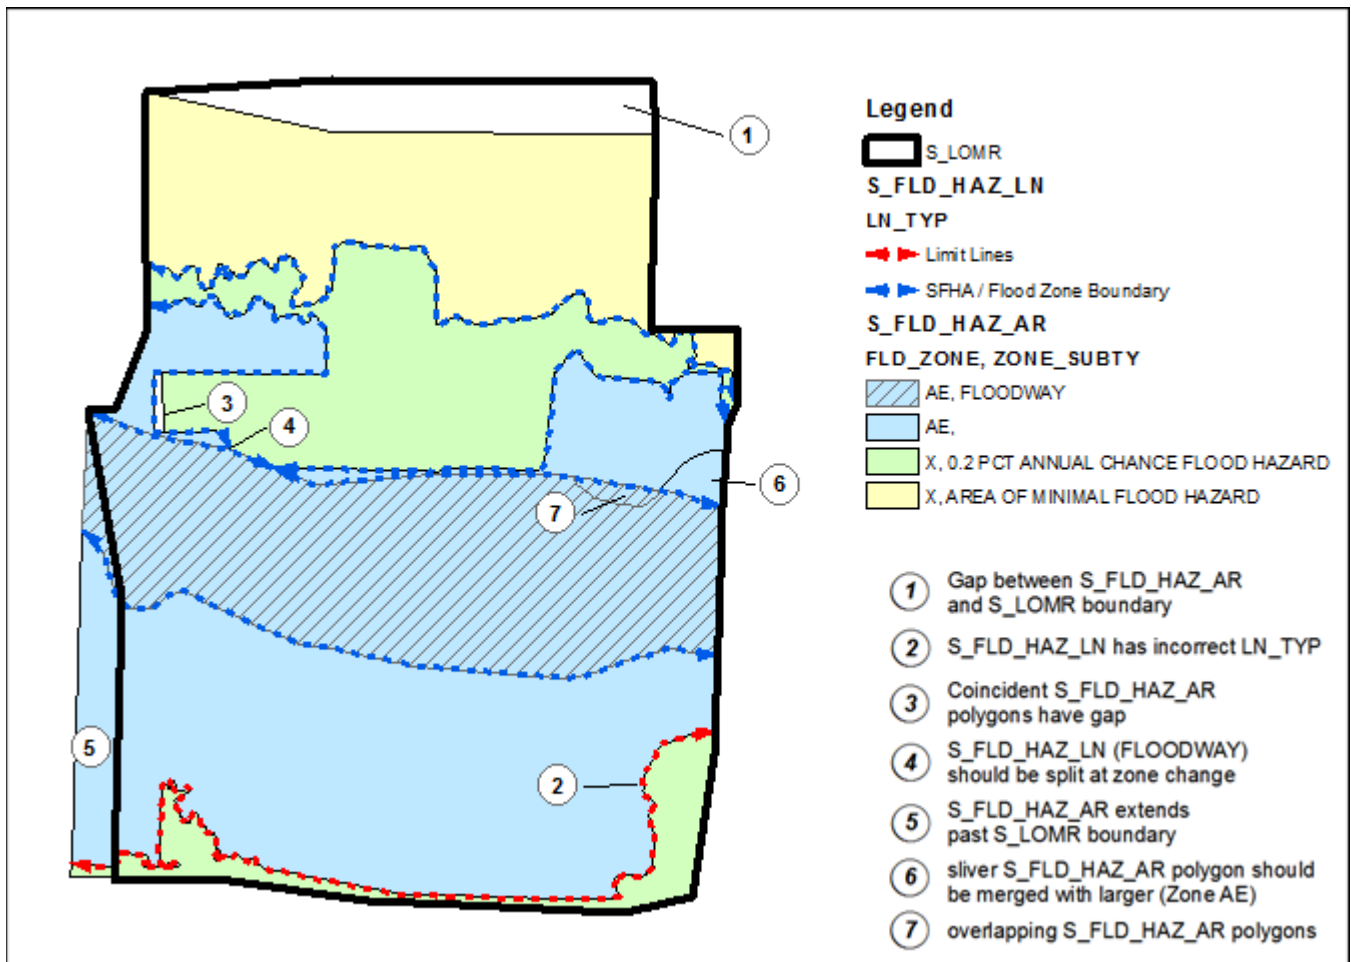 1
Legend
S_LOMR
S_FLD_HAZ_LN
LN_TYP
Limit Lines
SFHA / Flood Zone Boundary
S_FLD_HAZ_AR
FLD_ZONE, ZONE_SUBTY
AE, FLOODWAY
AE,
X, 0.2 PCT ANNUAL CHANCE FLOOD HAZARD
X, AREA OF MINIMAL FLOOD HAZARD
3
4
6
7
5
2
1 Gap between S_FLD_HAZ_AR
and S_LOMR boundary
2 S_FLD_HAZ_LN has incorrect LN_TYP
3 Coincident S_FLD_HAZ_AR
polygons have gap
4 S_FLD_HAZ_LN (FLOODWAY)
should be split at zone change
5 S_FLD_HAZ_AR extends
past S_LOMR boundary
6 sliver S_FLD_HAZ_AR polygon should
be merged with larger (Zone AE)
7 overlapping S_FLD_HAZ_AR polygons